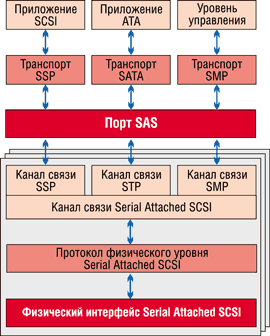 Приложение
SCSI
Приложение
ATA
Уровень
управления
Транспорт
SSP
Транспорт
SATA
Транспорт
SMP
Порт SAS
Канал связи
SSP
Канал связи
STP
Канал связи
SMP
Канал связи Serial Attached SCSI
Протокол физического уровня
Serial Attached SCSI
Физический интерфейс Serial Attached SCSI